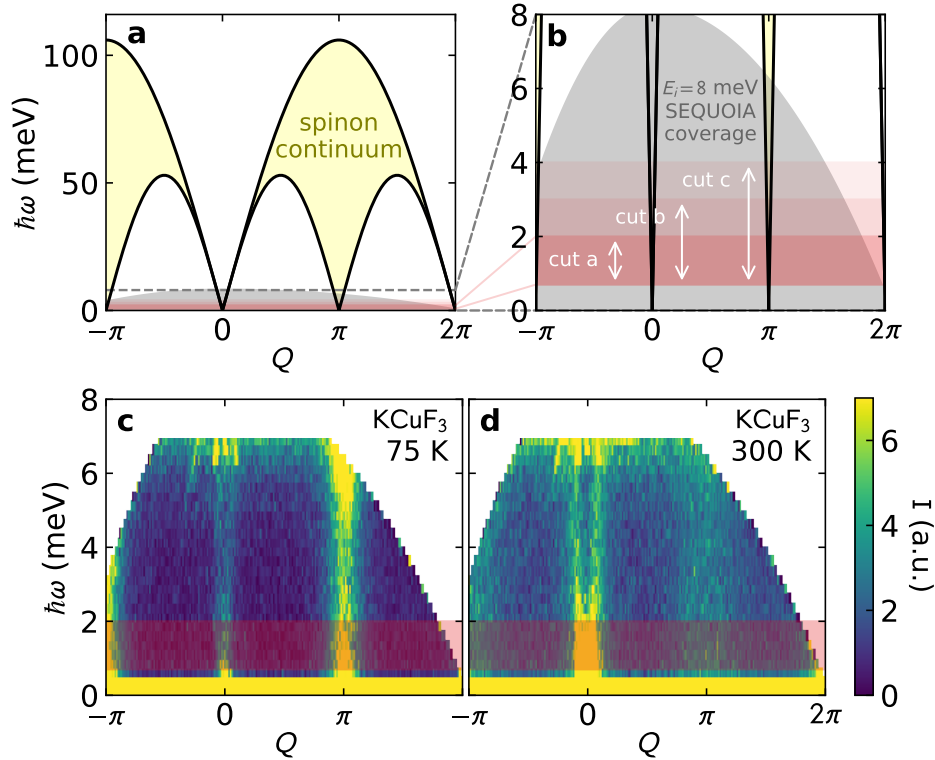 a
spinon
continuum
ħω (meV)
100
50
0
−π
0
π
2π
Q
b
E_i=8 meV
SEQUOIA
coverage
cut c
cut b
cut a
8
6
4
2
0
−π
0
π
2π
Q
c
KCuF₃
75 K
ħω (meV)
8
6
4
2
0
−π
0
π
Q
d
KCuF₃
300 K
−π
0
π
2π
Q
6
4
2
0
I (a.u.)